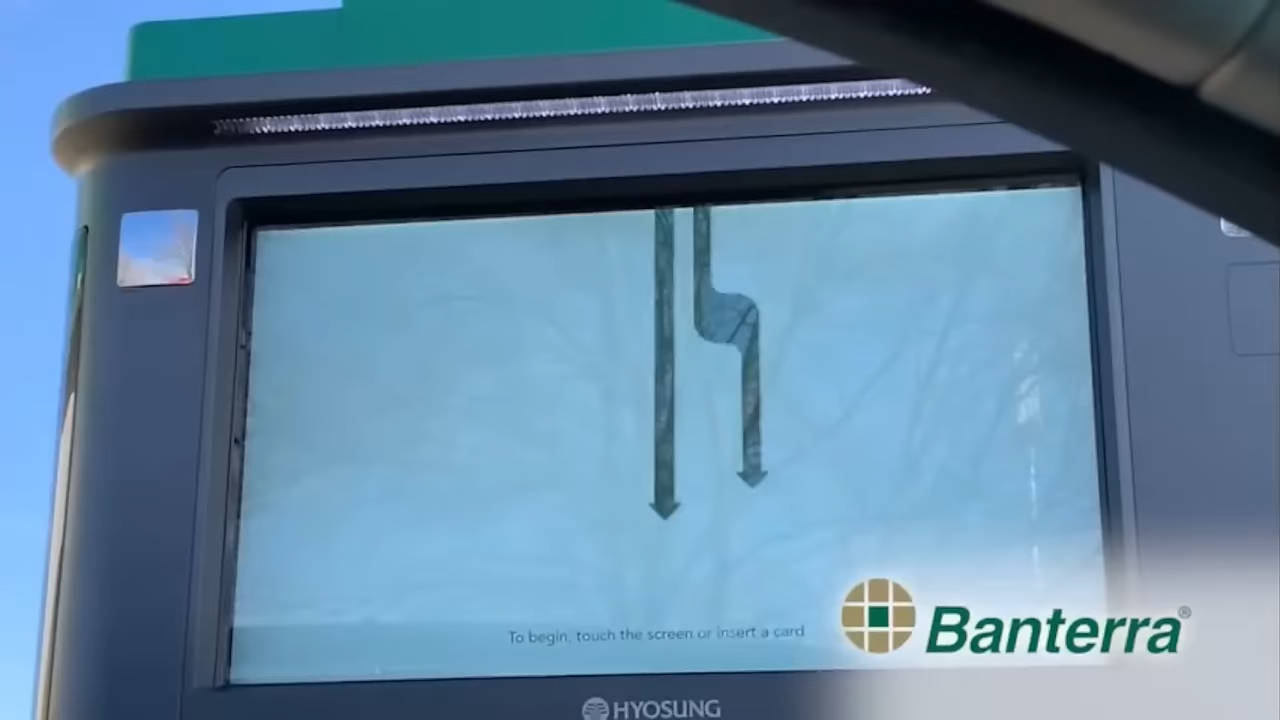 To begin, touch the screen or insert a card
Banterra®
HYOSUNG